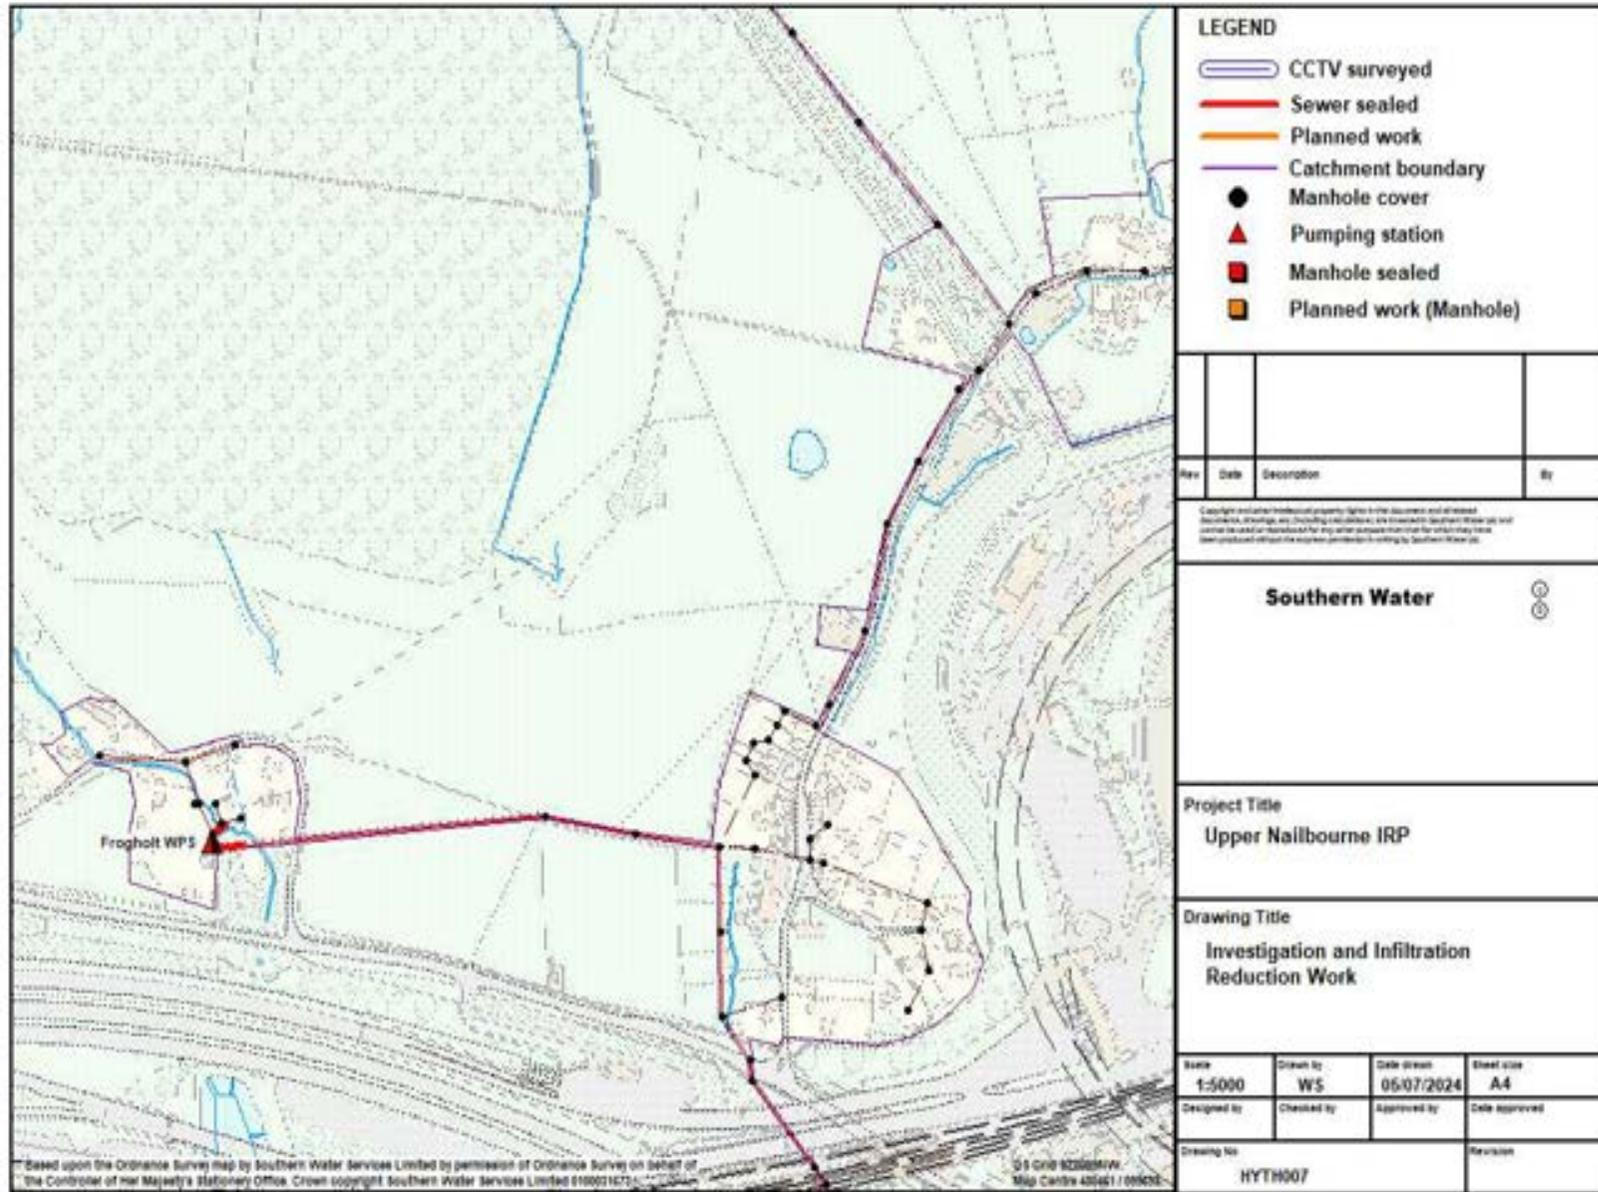 LEGEND
CCTV surveyed
Sewer sealed
Planned work
Catchment boundary
Manhole cover
Pumping station
Manhole sealed
Planned work (Manhole)
Rev Date Description By
Southern Water
Project Title
Upper Nailbourne IRP
Drawing Title
Investigation and Infiltration
Reduction Work
Scale Drawn by Date drawn Sheet size
1:5000 WS 05/07/2024 A4
Designed by Checked by Approved by Date approved
Drawing No Revision
HYTH007
Frogholt WPS
Based upon the Ordnance Survey map by Southern Water Services Limited by permission of Ordnance Survey on behalf of
the Controller of Her Majesty's Stationery Office. Crown copyright Southern Water Services Limited
OS Grid
Map Centre